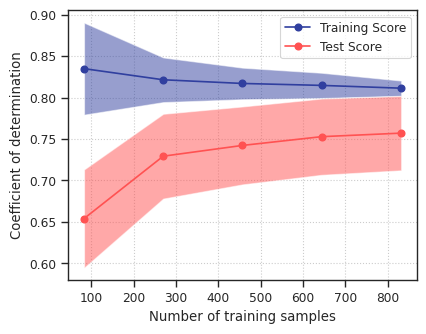 0.90
0.85
0.80
0.75
0.70
0.65
0.60
Coefficient of determination
Training Score
Test Score
100 200 300 400 500 600 700 800
Number of training samples